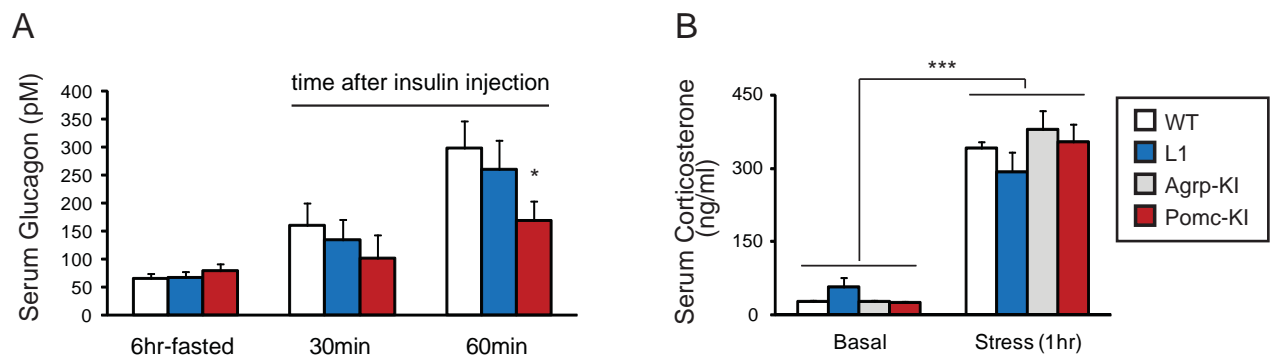 A
time after insulin injection
Serum Glucagon (pM)
400
350
300
250
200
150
100
50
0
*
6hr-fasted
30min
60min
B
***
Serum Corticosterone
(ng/ml)
450
300
150
0
Basal
Stress (1hr)
WT
L1
Agrp-KI
Pomc-KI